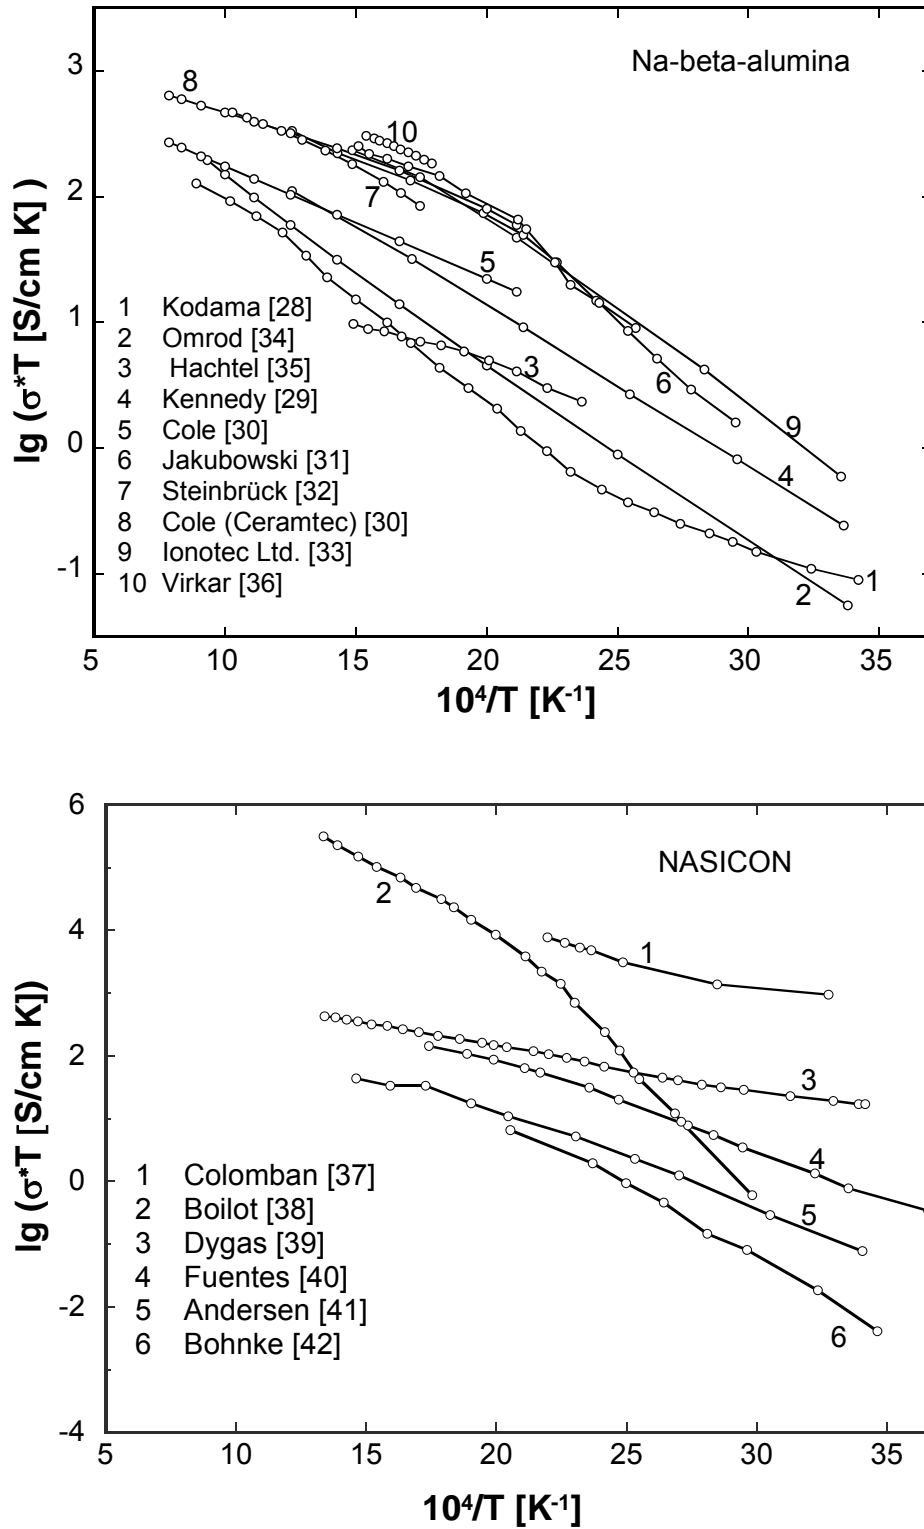 Na-beta-alumina
3
2
1
0
-1
lg (σ*T [S/cm K] )
8
10
7
5
3
6
9
4
2
1
1 Kodama [28]
2 Omrod [34]
3 Hachtel [35]
4 Kennedy [29]
5 Cole [30]
6 Jakubowski [31]
7 Steinbrück [32]
8 Cole (Ceramtec) [30]
9 Ionotec Ltd. [33]
10 Virkar [36]
5 10 15 20 25 30 35
10⁴/T [K⁻¹]
NASICON
6
4
2
0
-2
-4
lg (σ*T [S/cm K])
2
1
3
4
5
6
1 Colomban [37]
2 Boilot [38]
3 Dygas [39]
4 Fuentes [40]
5 Andersen [41]
6 Bohnke [42]
5 10 15 20 25 30 35
10⁴/T [K⁻¹]